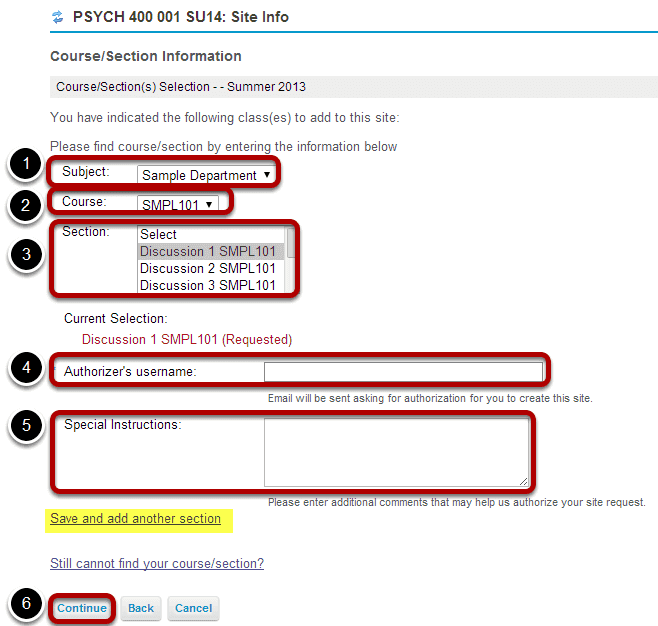 PSYCH 400 001 SU14: Site Info
Course/Section Information
Course/Section(s) Selection - - Summer 2013
You have indicated the following class(es) to add to this site:
Please find course/section by entering the information below
1 Subject: Sample Department ▼
2 Course: SMPL101 ▼
3 Section: Select
Discussion 1 SMPL101
Discussion 2 SMPL101
Discussion 3 SMPL101
Current Selection:
Discussion 1 SMPL101 (Requested)
4 Authorizer's username:
Email will be sent asking for authorization for you to create this site.
5 Special Instructions:
Please enter additional comments that may help us authorize your site request.
Save and add another section
Still cannot find your course/section?
6 Continue Back Cancel